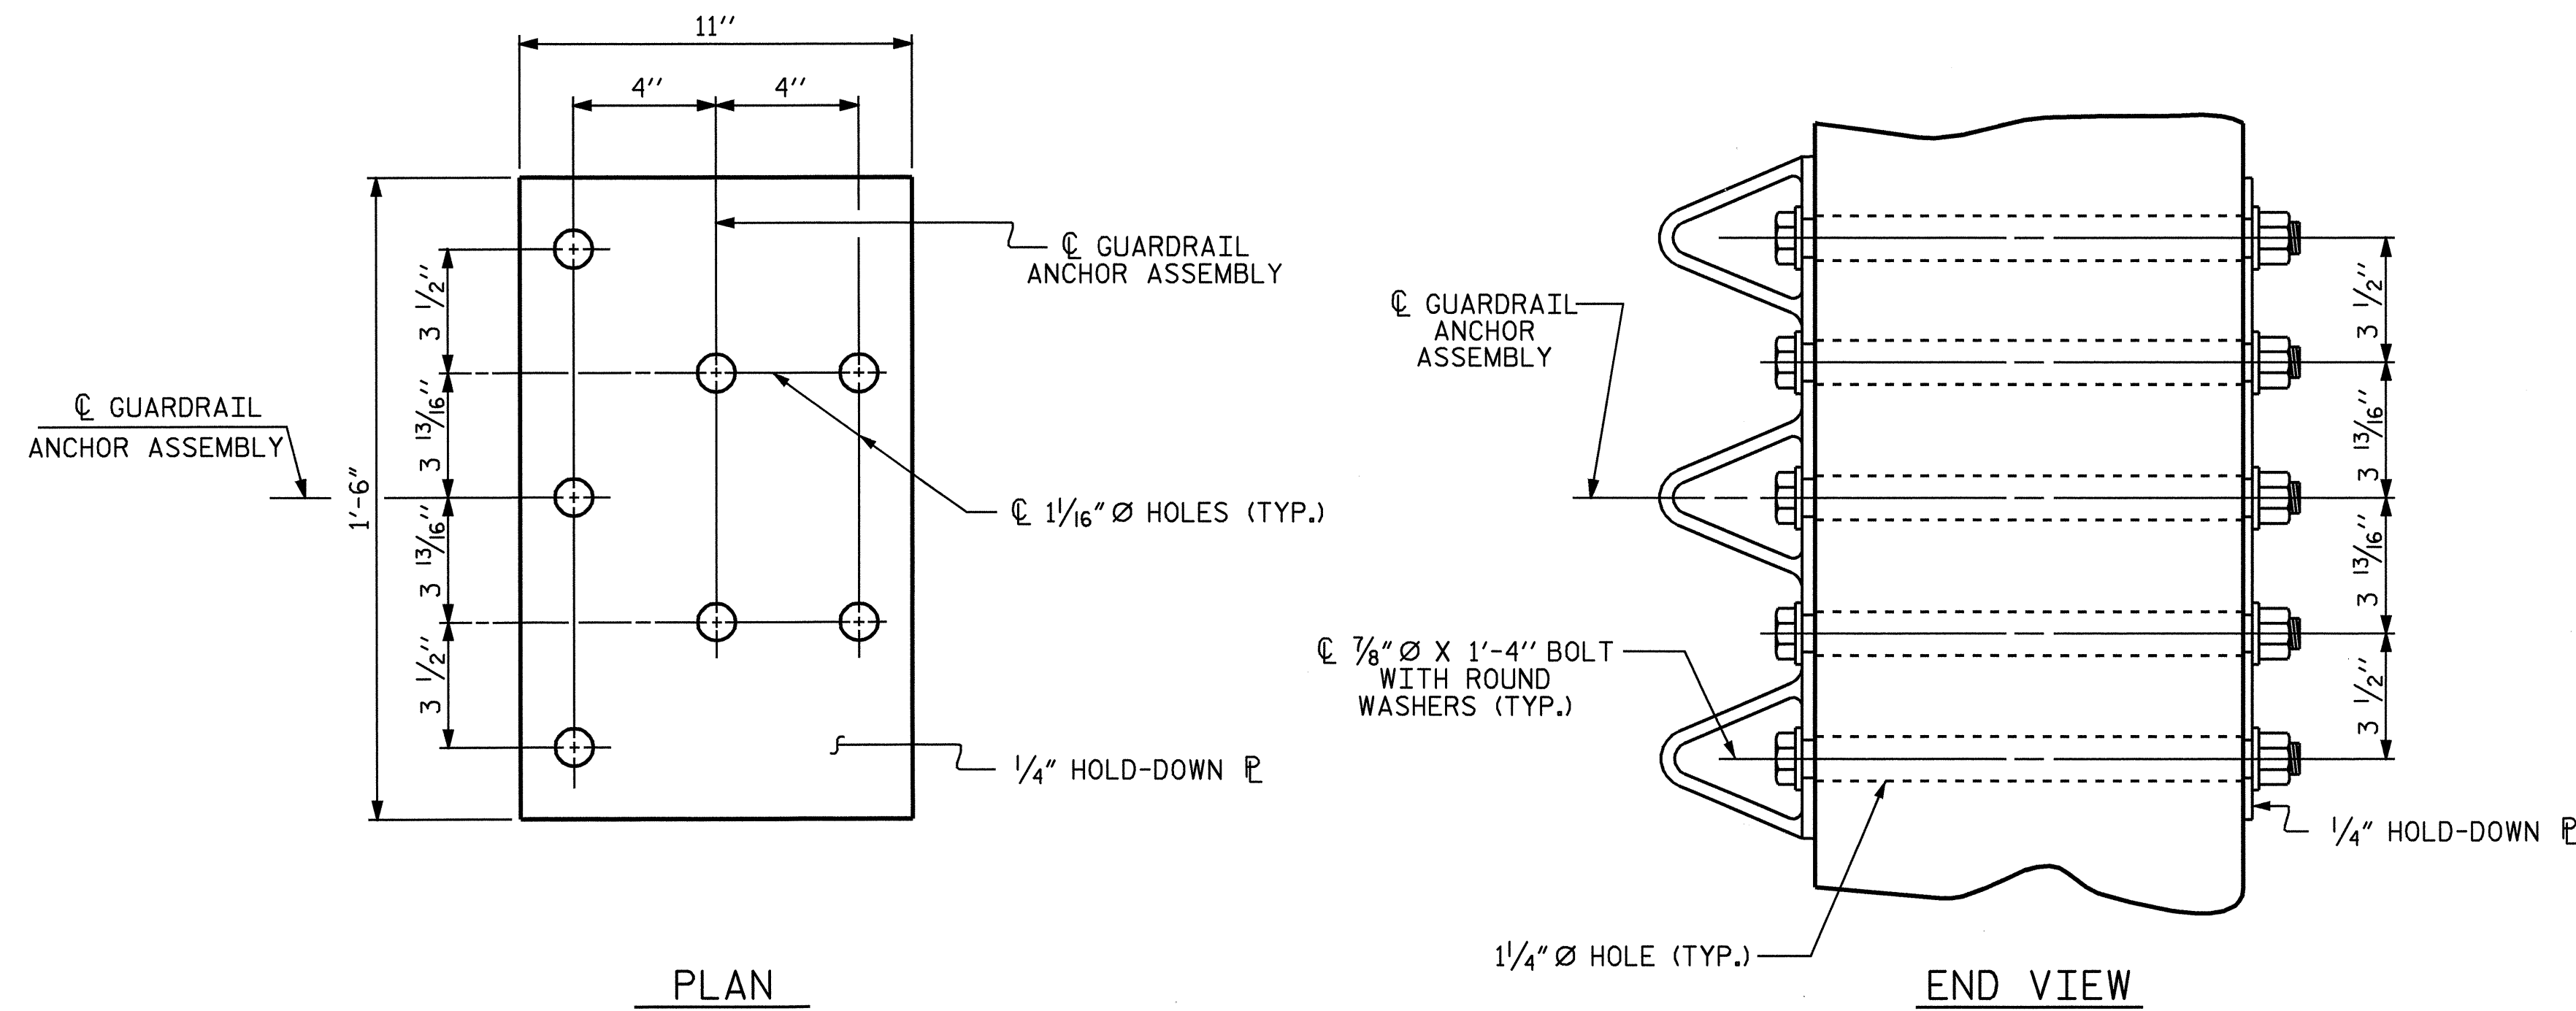 11"
4" 4"
℄ GUARDRAIL
ANCHOR ASSEMBLY
3 1/2"
3 13/16"
3 13/16"
3 1/2"
1'-6"
℄ GUARDRAIL
ANCHOR ASSEMBLY
℄ 1 1/16" Ø HOLES (TYP.)
1/4" HOLD-DOWN ⅊
PLAN
℄ GUARDRAIL
ANCHOR
ASSEMBLY
℄ 7/8" Ø X 1'-4" BOLT
WITH ROUND
WASHERS (TYP.)
1 1/4" Ø HOLE (TYP.)
3 1/2"
3 13/16"
3 13/16"
3 1/2"
1/4" HOLD-DOWN ⅊
END VIEW